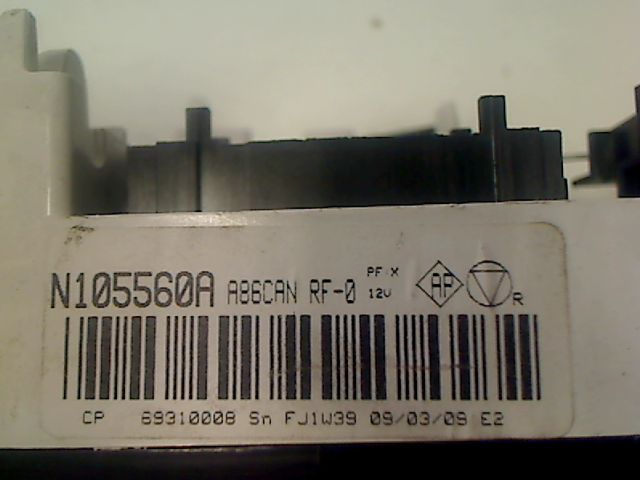 N105560A A86CAN RF-0 PF X
12V AP R
CP 69310008 Sn FJ1W39 09/03/09 E2